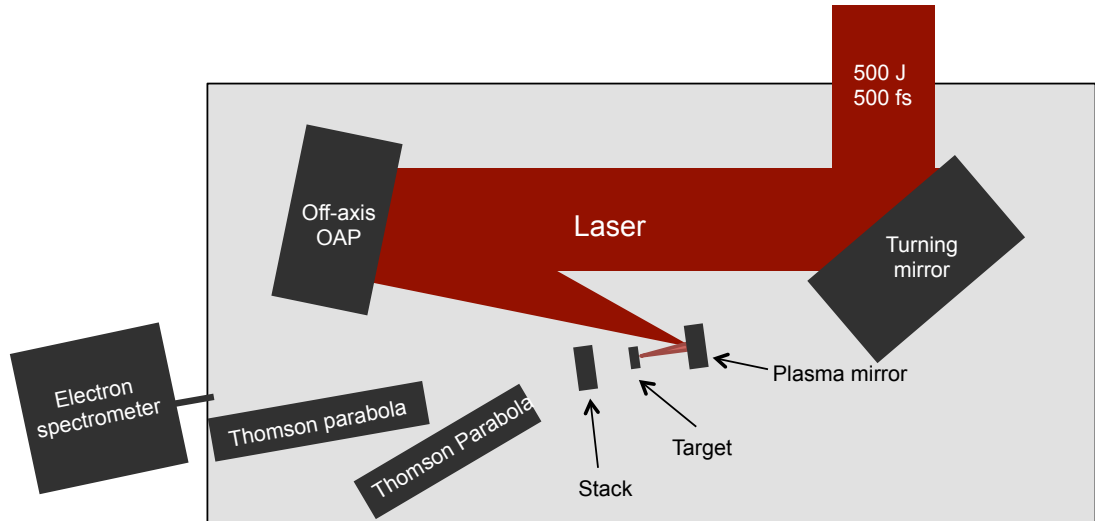 500 J
500 fs
Off-axis
OAP
Laser
Turning
mirror
Plasma mirror
Electron
spectrometer
Thomson parabola
Thomson Parabola
Target
Stack